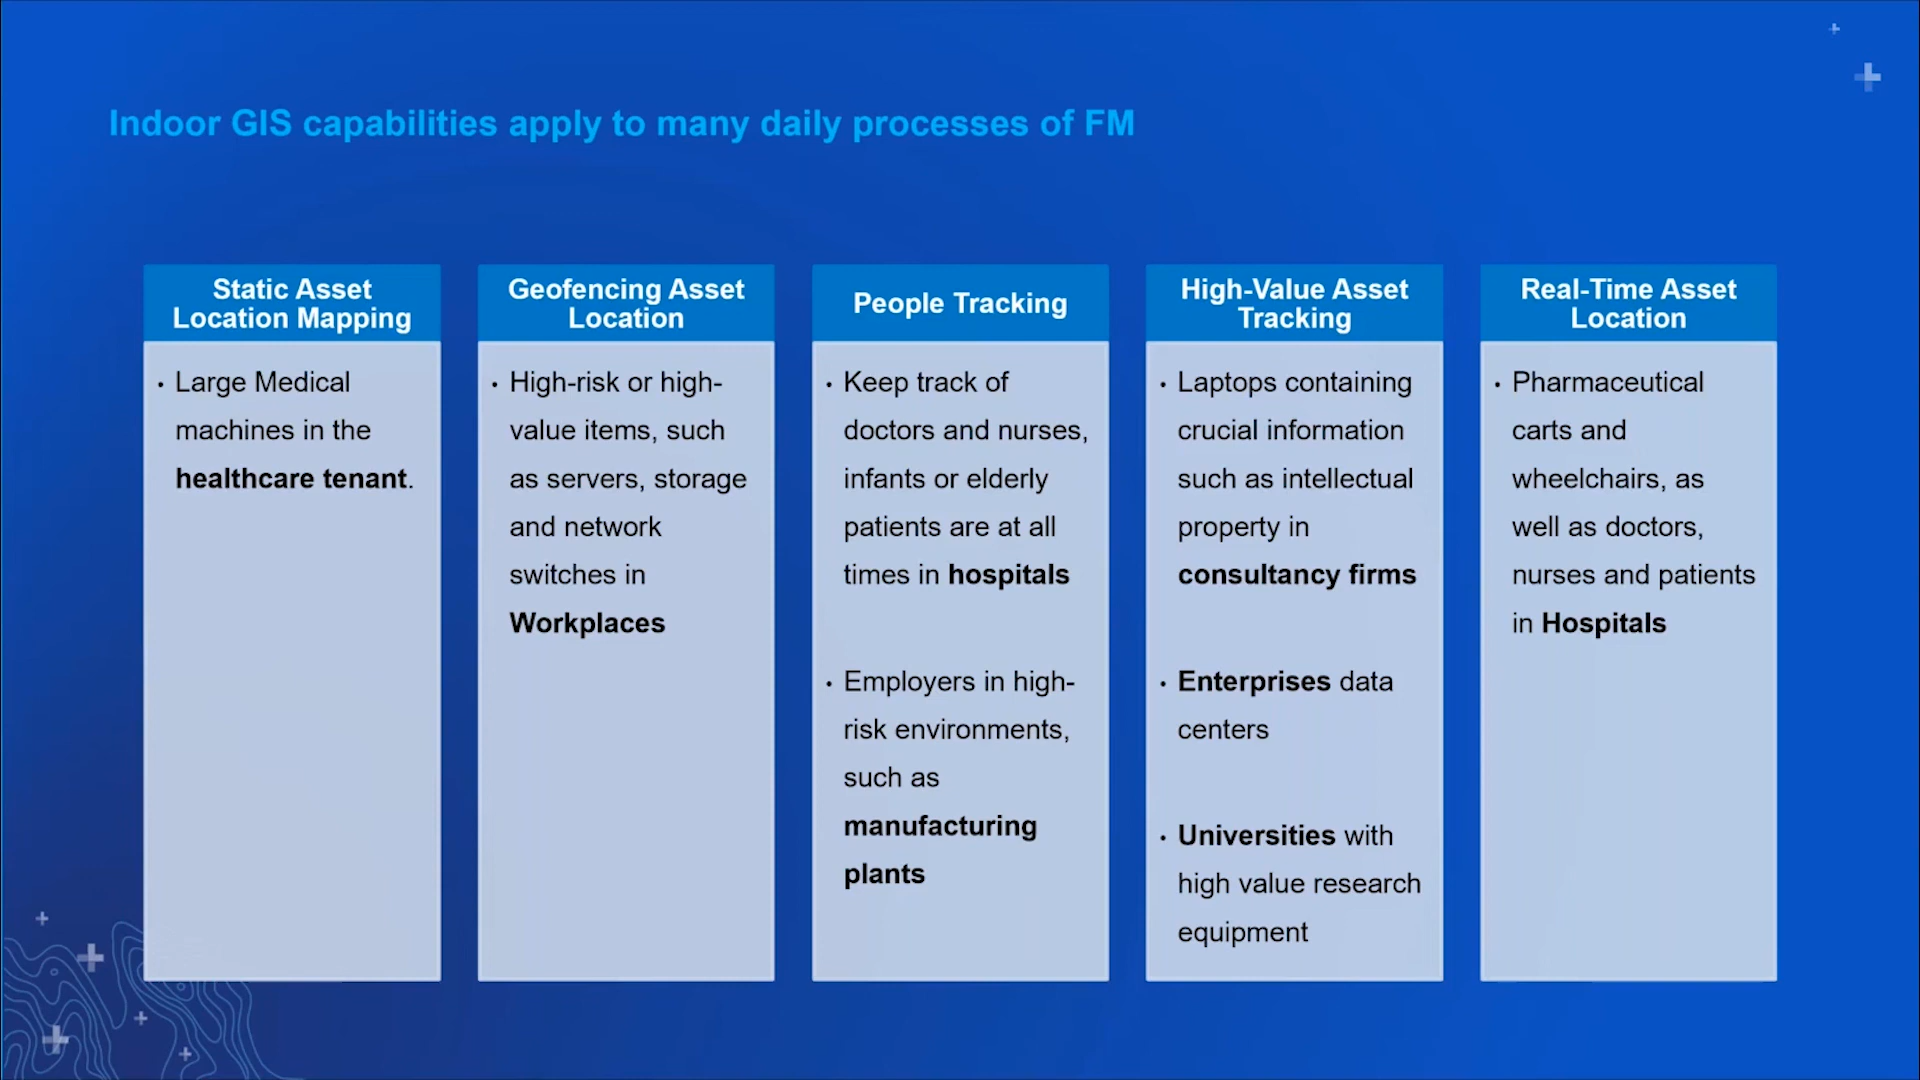 Indoor GIS capabilities apply to many daily processes of FM
Static Asset
Location Mapping
• Large Medical
machines in the
healthcare tenant.
Geofencing Asset
Location
• High-risk or high-
value items, such
as servers, storage
and network
switches in
Workplaces
People Tracking
• Keep track of
doctors and nurses,
infants or elderly
patients are at all
times in hospitals
• Employers in high-
risk environments,
such as
manufacturing
plants
High-Value Asset
Tracking
• Laptops containing
crucial information
such as intellectual
property in
consultancy firms
• Enterprises data
centers
• Universities with
high value research
equipment
Real-Time Asset
Location
• Pharmaceutical
carts and
wheelchairs, as
well as doctors,
nurses and patients
in Hospitals